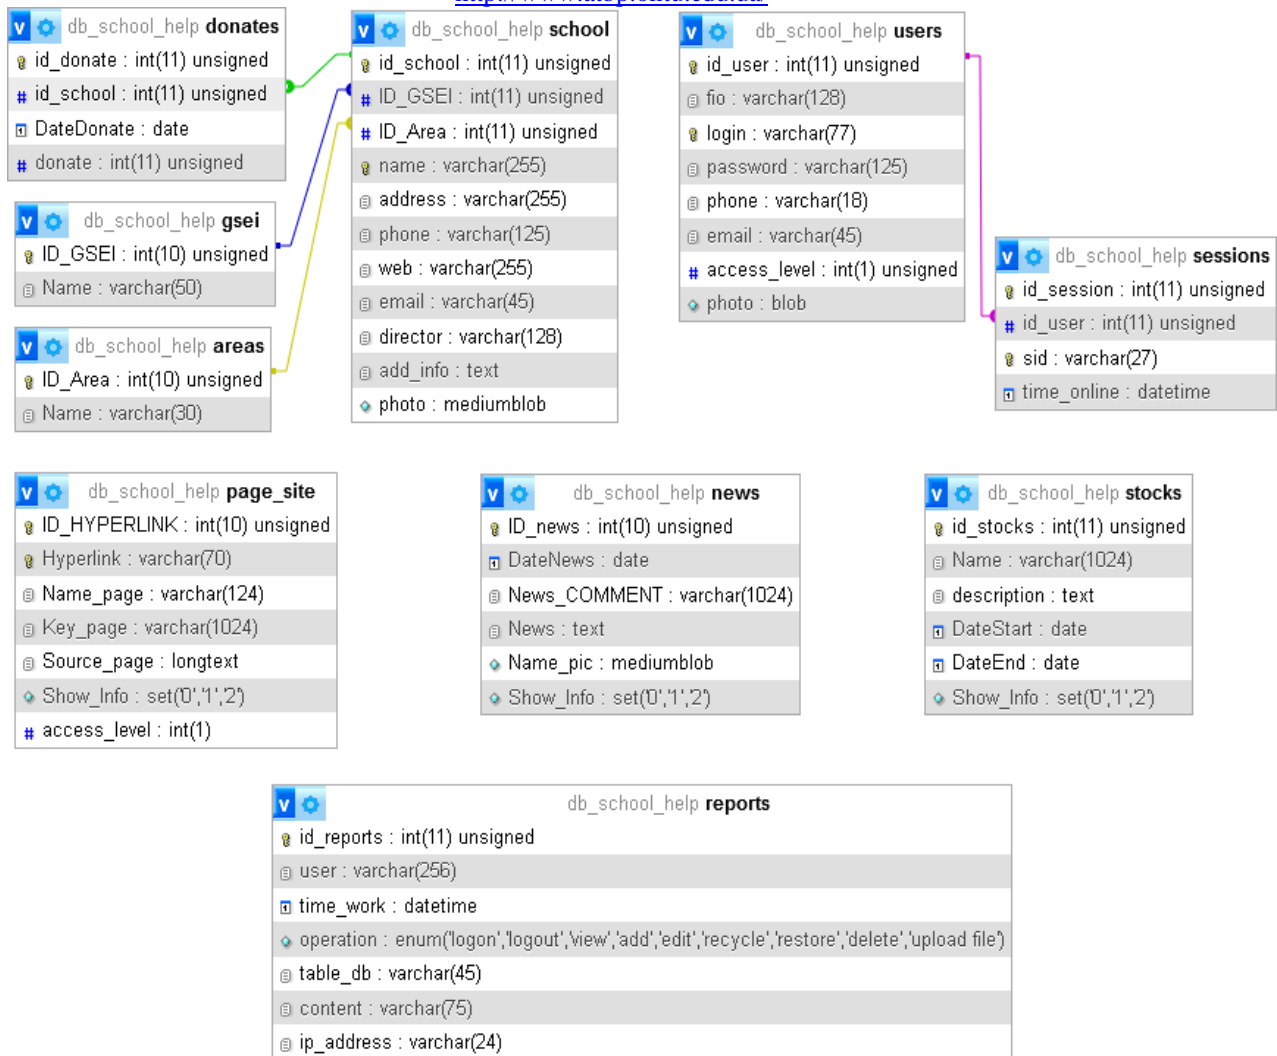 db_school_help donates
id_donate : int(11) unsigned
id_school : int(11) unsigned
DateDonate : date
donate : int(11) unsigned
db_school_help school
id_school : int(11) unsigned
ID_GSEI : int(11) unsigned
ID_Area : int(11) unsigned
name : varchar(255)
address : varchar(255)
phone : varchar(125)
web : varchar(255)
email : varchar(45)
director : varchar(128)
add_info : text
photo : mediumblob
db_school_help users
id_user : int(11) unsigned
fio : varchar(128)
login : varchar(77)
password : varchar(125)
phone : varchar(18)
email : varchar(45)
access_level : int(1) unsigned
photo : blob
db_school_help gsei
ID_GSEI : int(10) unsigned
Name : varchar(50)
db_school_help areas
ID_Area : int(10) unsigned
Name : varchar(30)
db_school_help sessions
id_session : int(11) unsigned
id_user : int(11) unsigned
sid : varchar(27)
time_online : datetime
db_school_help page_site
ID_HYPERLINK : int(10) unsigned
Hyperlink : varchar(70)
Name_page : varchar(124)
Key_page : varchar(1024)
Source_page : longtext
Show_Info : set('0','1','2')
access_level : int(1)
db_school_help news
ID_news : int(10) unsigned
DateNews : date
News_COMMENT : varchar(1024)
News : text
Name_pic : mediumblob
Show_Info : set('0','1','2')
db_school_help stocks
id_stocks : int(11) unsigned
Name : varchar(1024)
description : text
DateStart : date
DateEnd : date
Show_Info : set('0','1','2')
db_school_help reports
id_reports : int(11) unsigned
user : varchar(256)
time_work : datetime
operation : enum('logon','logout','view','add','edit','recycle','restore','delete','upload file')
table_db : varchar(45)
content : varchar(75)
ip_address : varchar(24)